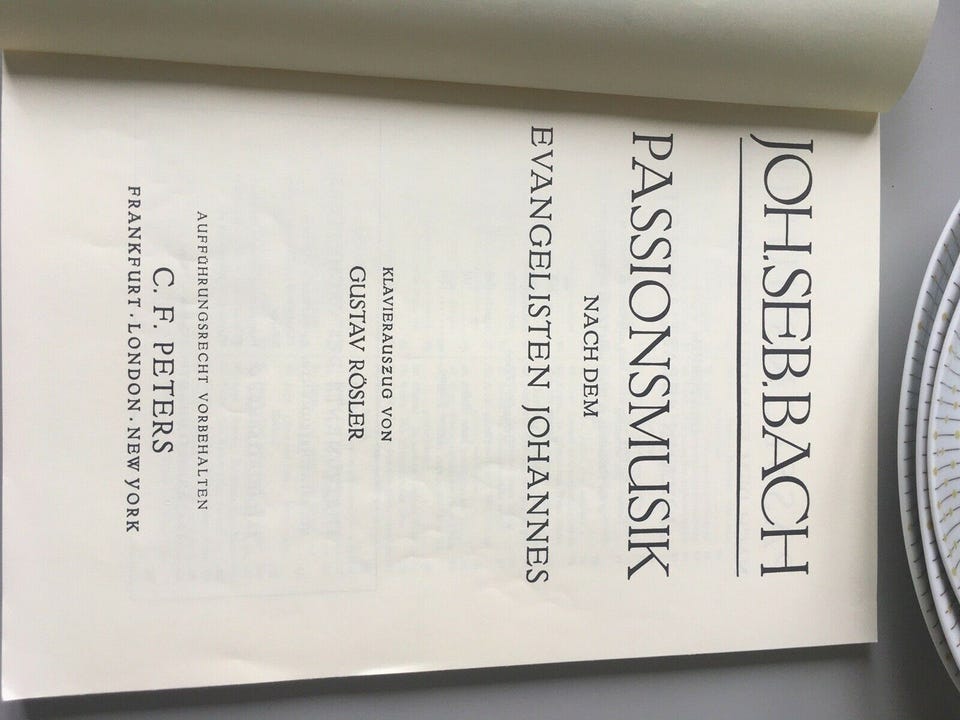 JOH. SEB. BACH
PASSIONSMUSIK
NACH DEM
EVANGELISTEN JOHANNES
KLAVIERAUSZUG VON
GUSTAV RÖSLER
AUFFÜHRUNGSRECHT VORBEHALTEN
C. F. PETERS
FRANKFURT · LONDON · NEW YORK